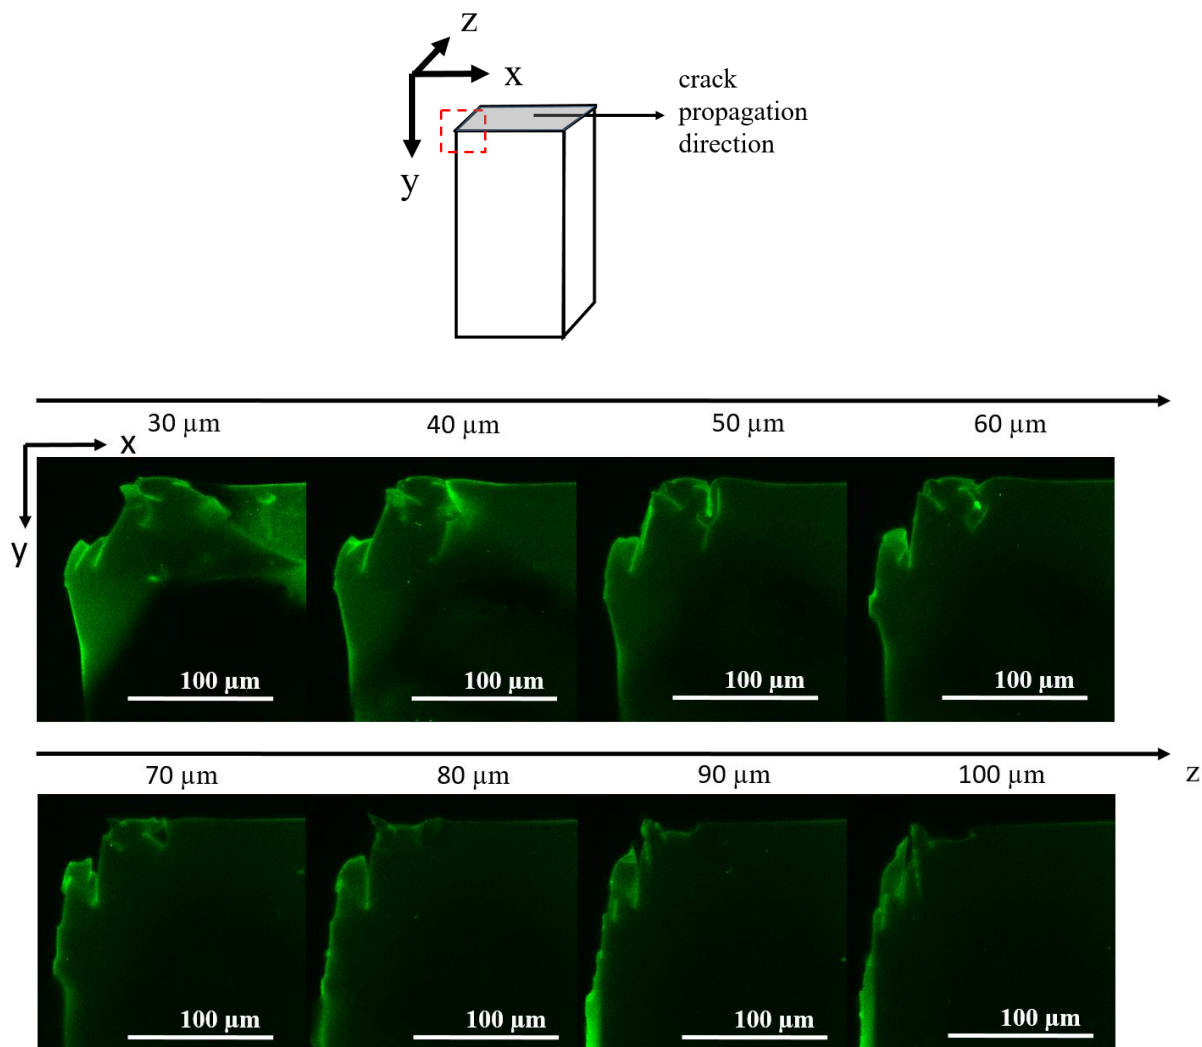 z
x
y
crack
propagation
direction
30 µm 40 µm 50 µm 60 µm
x
y
100 µm 100 µm 100 µm 100 µm
70 µm 80 µm 90 µm 100 µm z
100 µm 100 µm 100 µm 100 µm